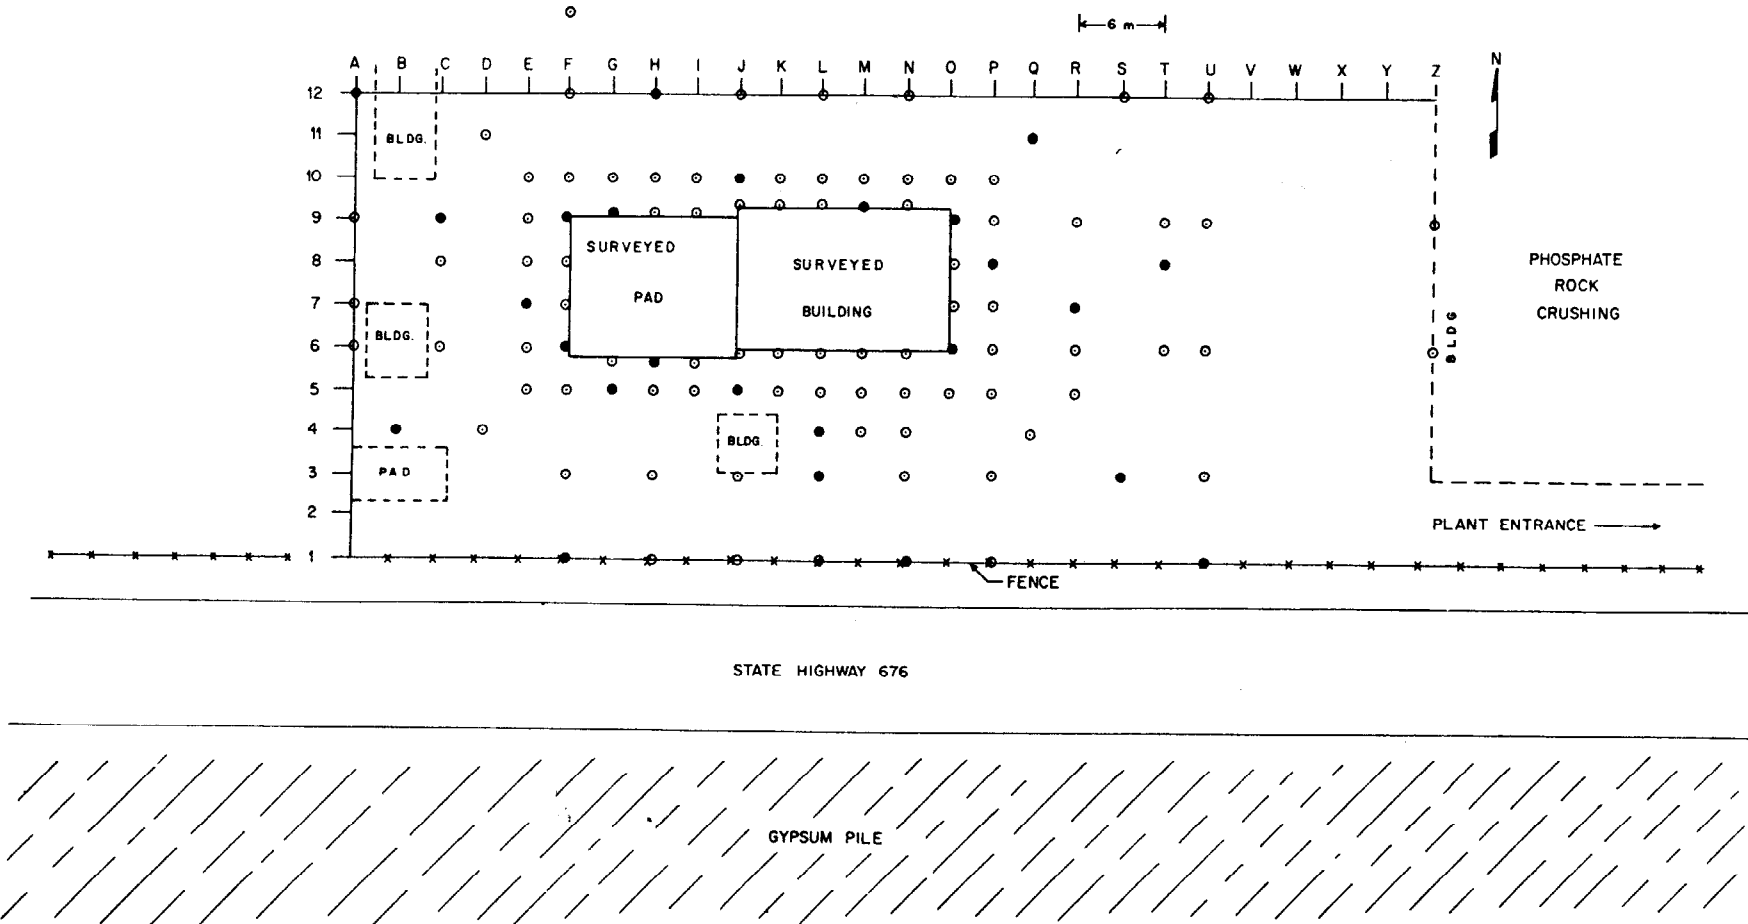 6 m
A B C D E F G H I J K L M N O P Q R S T U V W X Y Z
N
12
11
10
9
8
7
6
5
4
3
2
1
BLDG.
SURVEYED
PAD
SURVEYED
BUILDING
PHOSPHATE
ROCK
CRUSHING
BLDG.
BLDG
BLDG.
PAD
PLANT ENTRANCE
FENCE
STATE HIGHWAY 676
GYPSUM PILE